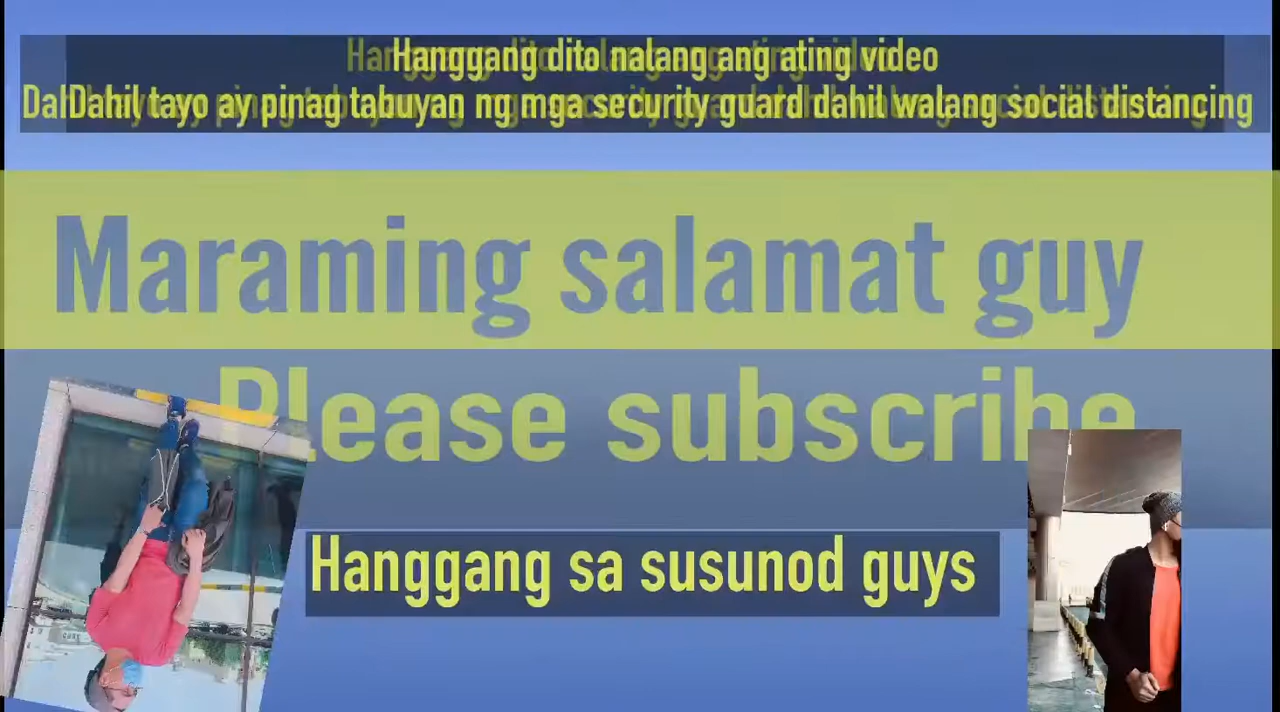 Hanggang dito nalang ang ating video
Dahil tayo ay pinag tabuyan ng mga security guard dahil walang social distancing
Maraming salamat guy
Please subscribe
Hanggang sa susunod guys